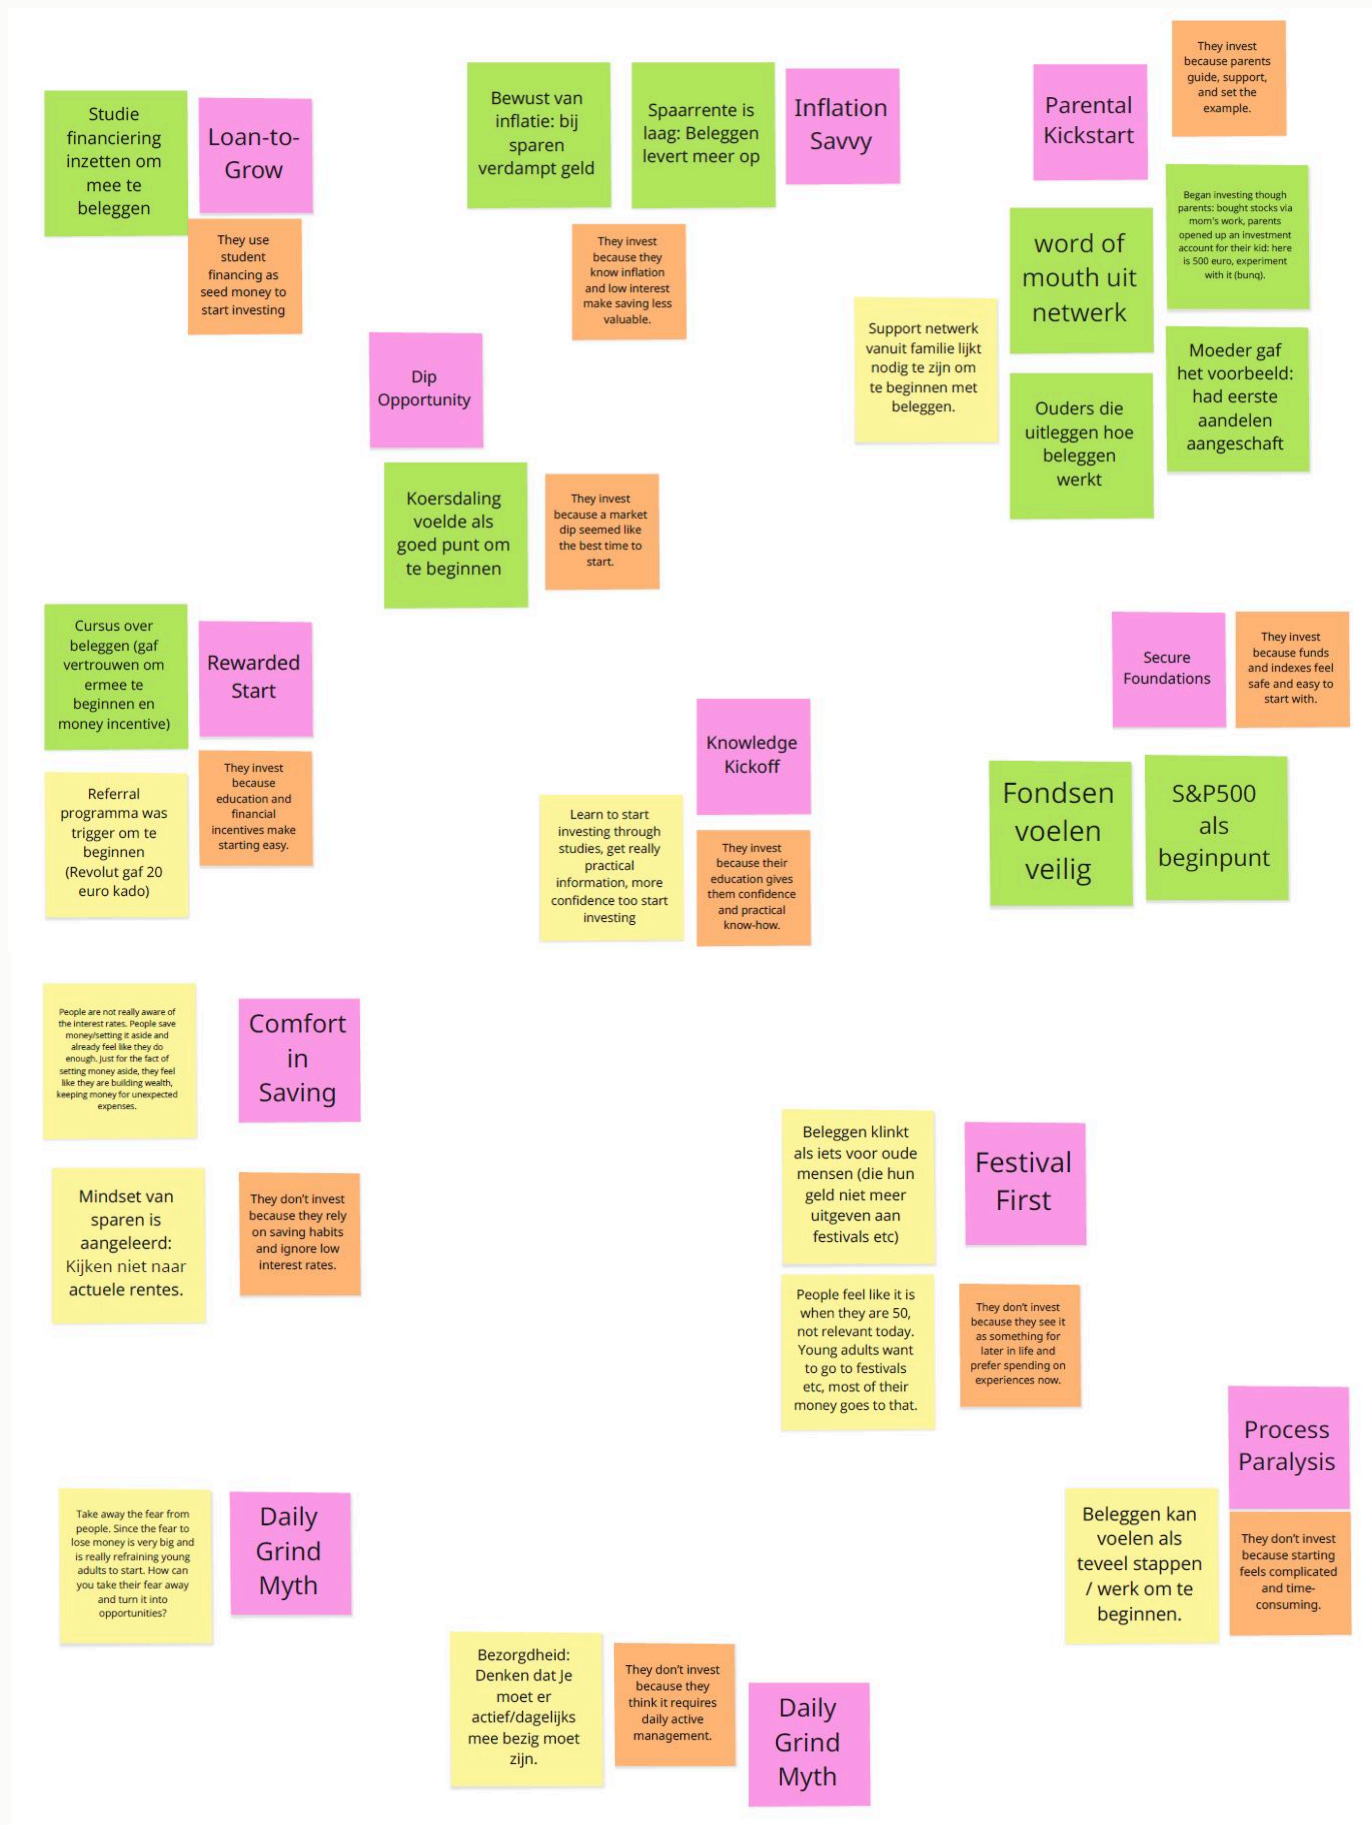 Studie
financiering
inzetten om
mee te
beleggen
Loan-to-
Grow
They use
student
financing as
seed money to
start investing
Bewust van
inflatie: bij
sparen
verdampt geld
Spaarrente is
laag: Beleggen
levert meer op
Inflation
Savvy
They invest
because they
know inflation
and low interest
make saving less
valuable.
Parental
Kickstart
They invest
because parents
guide, support,
and set the
example.
Began investing though
parents: bought stocks via
mom's work, parents
opened up an investment
account for their kid: here
is 500 euro, experiment
with it (bunq).
word of
mouth uit
netwerk
Support netwerk
vanuit familie lijkt
nodig te zijn om
te beginnen met
beleggen.
Moeder gaf
het voorbeeld:
had eerste
aandelen
aangeschaft
Ouders die
uitleggen hoe
beleggen
werkt
Dip
Opportunity
Koersdaling
voelde als
goed punt om
te beginnen
They invest
because a market
dip seemed like
the best time to
start.
Cursus over
beleggen (gaf
vertrouwen om
ermee te
beginnen en
money incentive)
Rewarded
Start
Referral
programma was
trigger om te
beginnen
(Revolut gaf 20
euro kado)
They invest
because
education and
financial
incentives make
starting easy.
Knowledge
Kickoff
Learn to start
investing through
studies, get really
practical
information, more
confidence too start
investing
They invest
because their
education gives
them confidence
and practical
know-how.
Secure
Foundations
They invest
because funds
and indexes feel
safe and easy to
start with.
Fondsen
voelen
veilig
S&P500
als
beginpunt
People are not really aware of
the interest rates. People save
money/setting it aside and
already feel like they do
enough. Just for the fact of
setting money aside, they feel
like they are building wealth,
keeping money for unexpected
expenses.
Comfort
in
Saving
Mindset van
sparen is
aangeleerd:
Kijken niet naar
actuele rentes.
They don't invest
because they rely
on saving habits
and ignore low
interest rates.
Beleggen klinkt
als iets voor oude
mensen (die hun
geld niet meer
uitgeven aan
festivals etc)
Festival
First
People feel like it is
when they are 50,
not relevant today.
Young adults want
to go to festivals
etc, most of their
money goes to that.
They don't invest
because they see it
as something for
later in life and
prefer spending on
experiences now.
Process
Paralysis
Beleggen kan
voelen als
teveel stappen
/ werk om te
beginnen.
They don't invest
because starting
feels complicated
and time-
consuming.
Take away the fear from
people. Since the fear to
lose money is very big and
is really refraining young
adults to start. How can
you take their fear away
and turn it into
opportunities?
Daily
Grind
Myth
Bezorgdheid:
Denken dat Je
moet er
actief/dagelijks
mee bezig moet
zijn.
They don't invest
because they
think it requires
daily active
management.
Daily
Grind
Myth